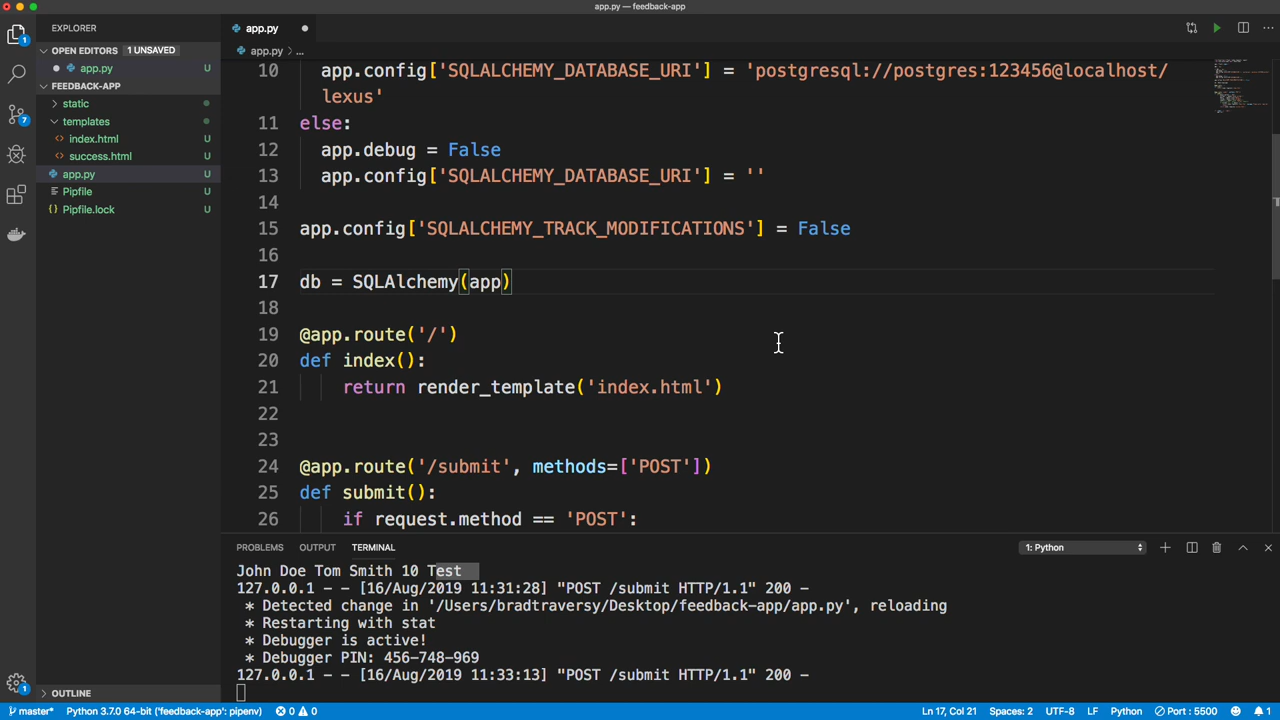 app.py — feedback-app
EXPLORER
OPEN EDITORS 1 UNSAVED
app.py U
FEEDBACK-APP
static
templates
index.html U
success.html U
app.py U
Pipfile U
Pipfile.lock U
OUTLINE
app.py
app.py > ...
10 app.config['SQLALCHEMY_DATABASE_URI'] = 'postgresql://postgres:123456@localhost/
lexus'
11 else:
12 app.debug = False
13 app.config['SQLALCHEMY_DATABASE_URI'] = ''
14
15 app.config['SQLALCHEMY_TRACK_MODIFICATIONS'] = False
16
17 db = SQLAlchemy(app)
18
19 @app.route('/')
20 def index():
21 return render_template('index.html')
22
23
24 @app.route('/submit', methods=['POST'])
25 def submit():
26 if request.method == 'POST':
PROBLEMS OUTPUT TERMINAL 1: Python
John Doe Tom Smith 10 Test
127.0.0.1 - - [16/Aug/2019 11:31:28] "POST /submit HTTP/1.1" 200 -
* Detected change in '/Users/bradtraversy/Desktop/feedback-app/app.py', reloading
* Restarting with stat
* Debugger is active!
* Debugger PIN: 456-748-969
127.0.0.1 - - [16/Aug/2019 11:33:13] "POST /submit HTTP/1.1" 200 -
master* Python 3.7.0 64-bit ('feedback-app': pipenv) 0 0 Ln 17, Col 21 Spaces: 2 UTF-8 LF Python Port : 5500 1